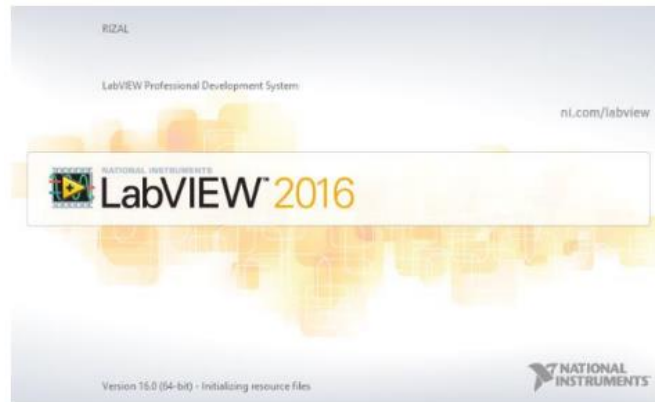 RIZAL
LabVIEW Professional Development System
ni.com/labview
NATIONAL INSTRUMENTS
LabVIEW™ 2016
Version 16.0 (64-bit) - Initializing resource files
NATIONAL
INSTRUMENTS